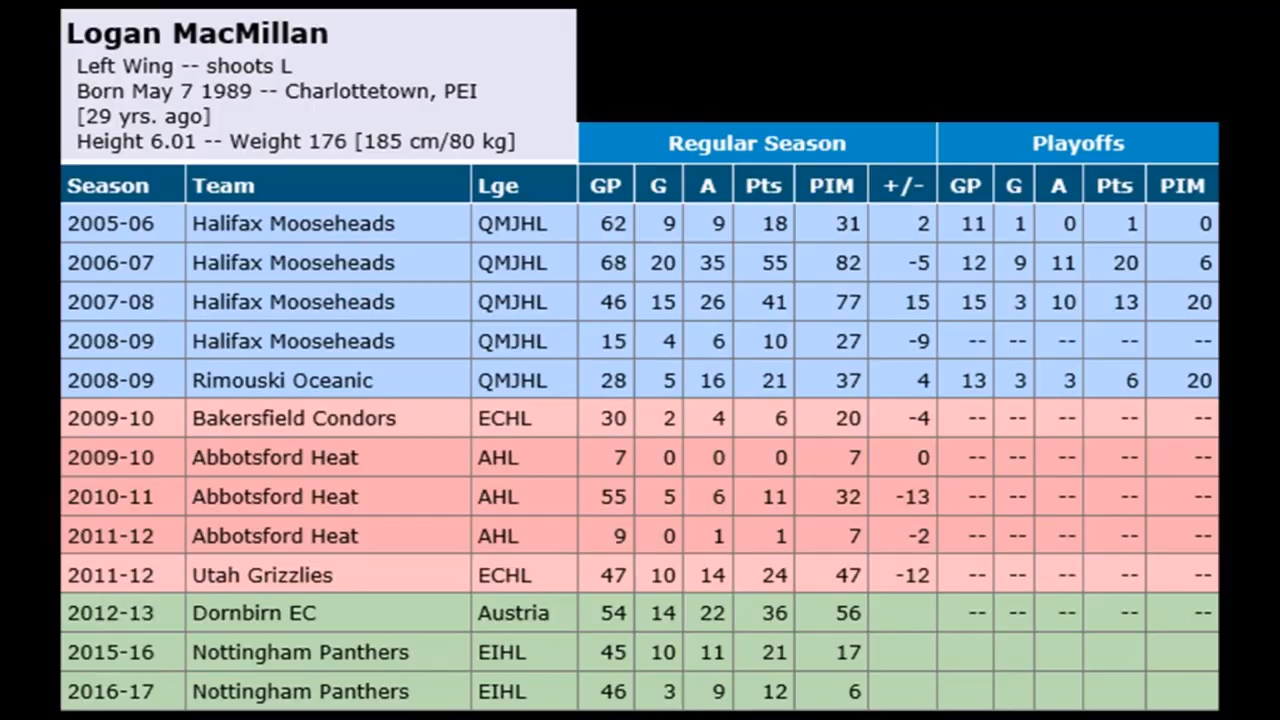 Logan MacMillan
Left Wing -- shoots L
Born May 7 1989 -- Charlottetown, PEI
[29 yrs. ago]
Height 6.01 -- Weight 176 [185 cm/80 kg]
Regular Season Playoffs
Season Team Lge GP G A Pts PIM +/- GP G A Pts PIM
2005-06 Halifax Mooseheads QMJHL 62 9 9 18 31 2 11 1 0 1 0
2006-07 Halifax Mooseheads QMJHL 68 20 35 55 82 -5 12 9 11 20 6
2007-08 Halifax Mooseheads QMJHL 46 15 26 41 77 15 15 3 10 13 20
2008-09 Halifax Mooseheads QMJHL 15 4 6 10 27 -9 -- -- -- -- --
2008-09 Rimouski Oceanic QMJHL 28 5 16 21 37 4 13 3 3 6 20
2009-10 Bakersfield Condors ECHL 30 2 4 6 20 -4 -- -- -- -- --
2009-10 Abbotsford Heat AHL 7 0 0 0 7 0 -- -- -- -- --
2010-11 Abbotsford Heat AHL 55 5 6 11 32 -13 -- -- -- -- --
2011-12 Abbotsford Heat AHL 9 0 1 1 7 -2 -- -- -- -- --
2011-12 Utah Grizzlies ECHL 47 10 14 24 47 -12 -- -- -- -- --
2012-13 Dornbirn EC Austria 54 14 22 36 56 -- -- -- -- --
2015-16 Nottingham Panthers EIHL 45 10 11 21 17
2016-17 Nottingham Panthers EIHL 46 3 9 12 6